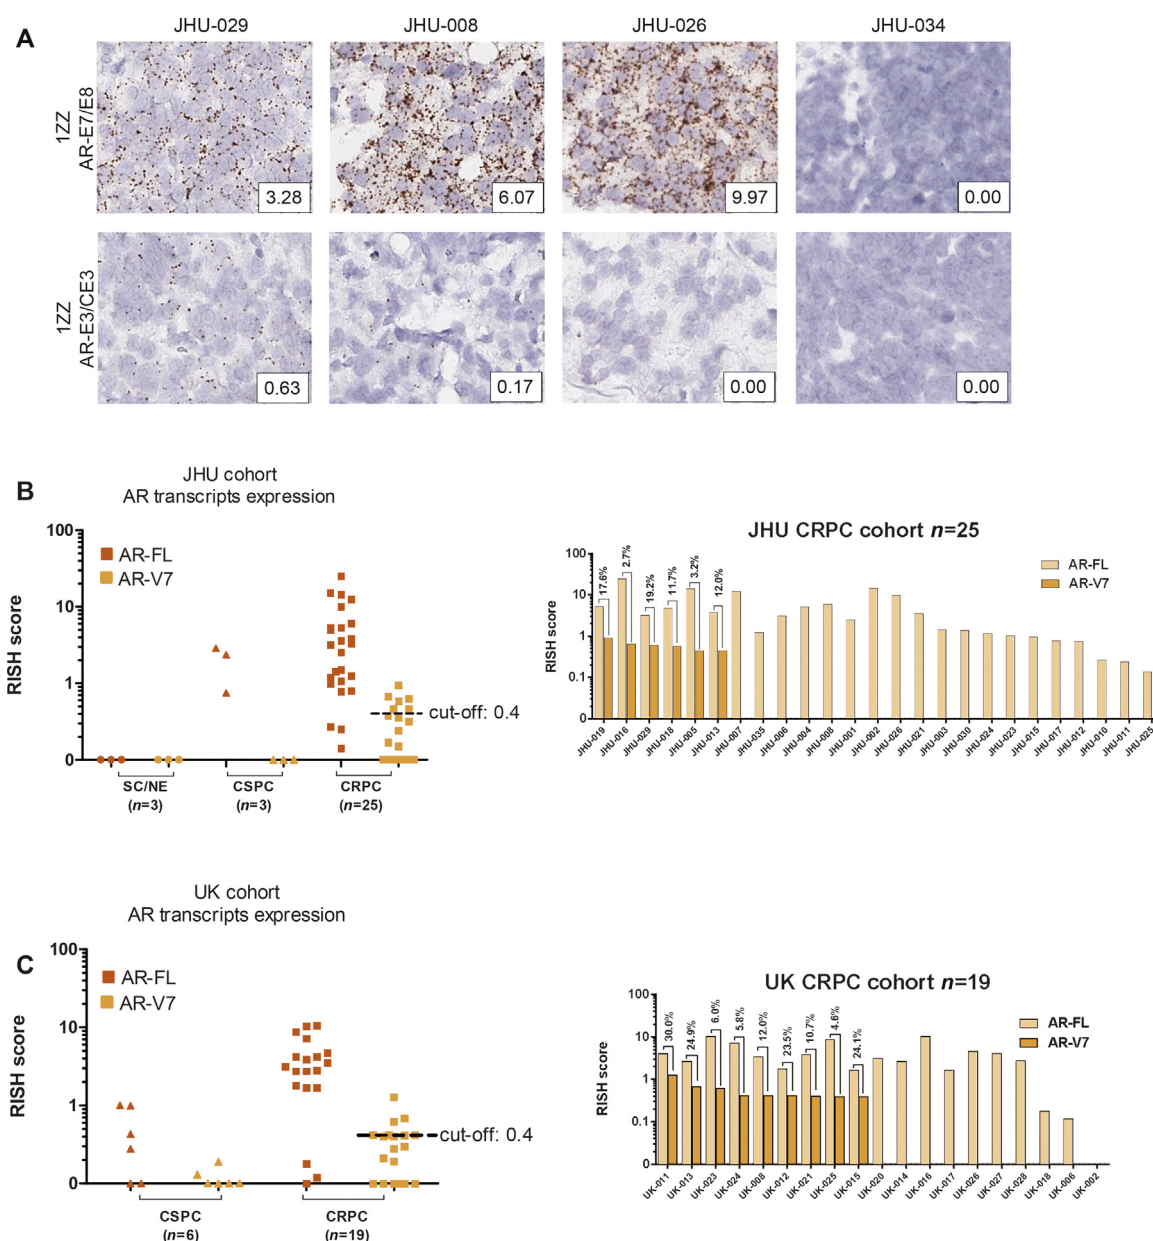 A
JHU-029 JHU-008 JHU-026 JHU-034
1ZZ
AR-E7/E8
3.28 6.07 9.97 0.00
1ZZ
AR-E3/CE3
0.63 0.17 0.00 0.00
B
JHU cohort
AR transcripts expression
RISH score
100
10
1
0
AR-FL
AR-V7
cut-off: 0.4
SC/NE CSPC CRPC
(n=3) (n=3) (n=25)
JHU CRPC cohort n=25
RISH score
100
10
1
0.1
0
17.6% 2.7% 19.2% 11.7% 3.2% 12.0%
AR-FL
AR-V7
JHU-019 JHU-016 JHU-029 JHU-018 JHU-005 JHU-013 JHU-007 JHU-035 JHU-006 JHU-004 JHU-008 JHU-001 JHU-002 JHU-026 JHU-021 JHU-003 JHU-030 JHU-024 JHU-023 JHU-015 JHU-017 JHU-012 JHU-010 JHU-011 JHU-025
C
UK cohort
AR transcripts expression
RISH score
100
10
1
0
AR-FL
AR-V7
cut-off: 0.4
CSPC CRPC
(n=6) (n=19)
UK CRPC cohort n=19
RISH score
100
10
1
0.1
0
30.0% 24.9% 6.0% 5.8% 12.0% 23.5% 10.7% 4.6% 24.1%
AR-FL
AR-V7
UK-011 UK-013 UK-023 UK-024 UK-008 UK-012 UK-021 UK-025 UK-015 UK-020 UK-014 UK-016 UK-017 UK-026 UK-027 UK-028 UK-018 UK-006 UK-002